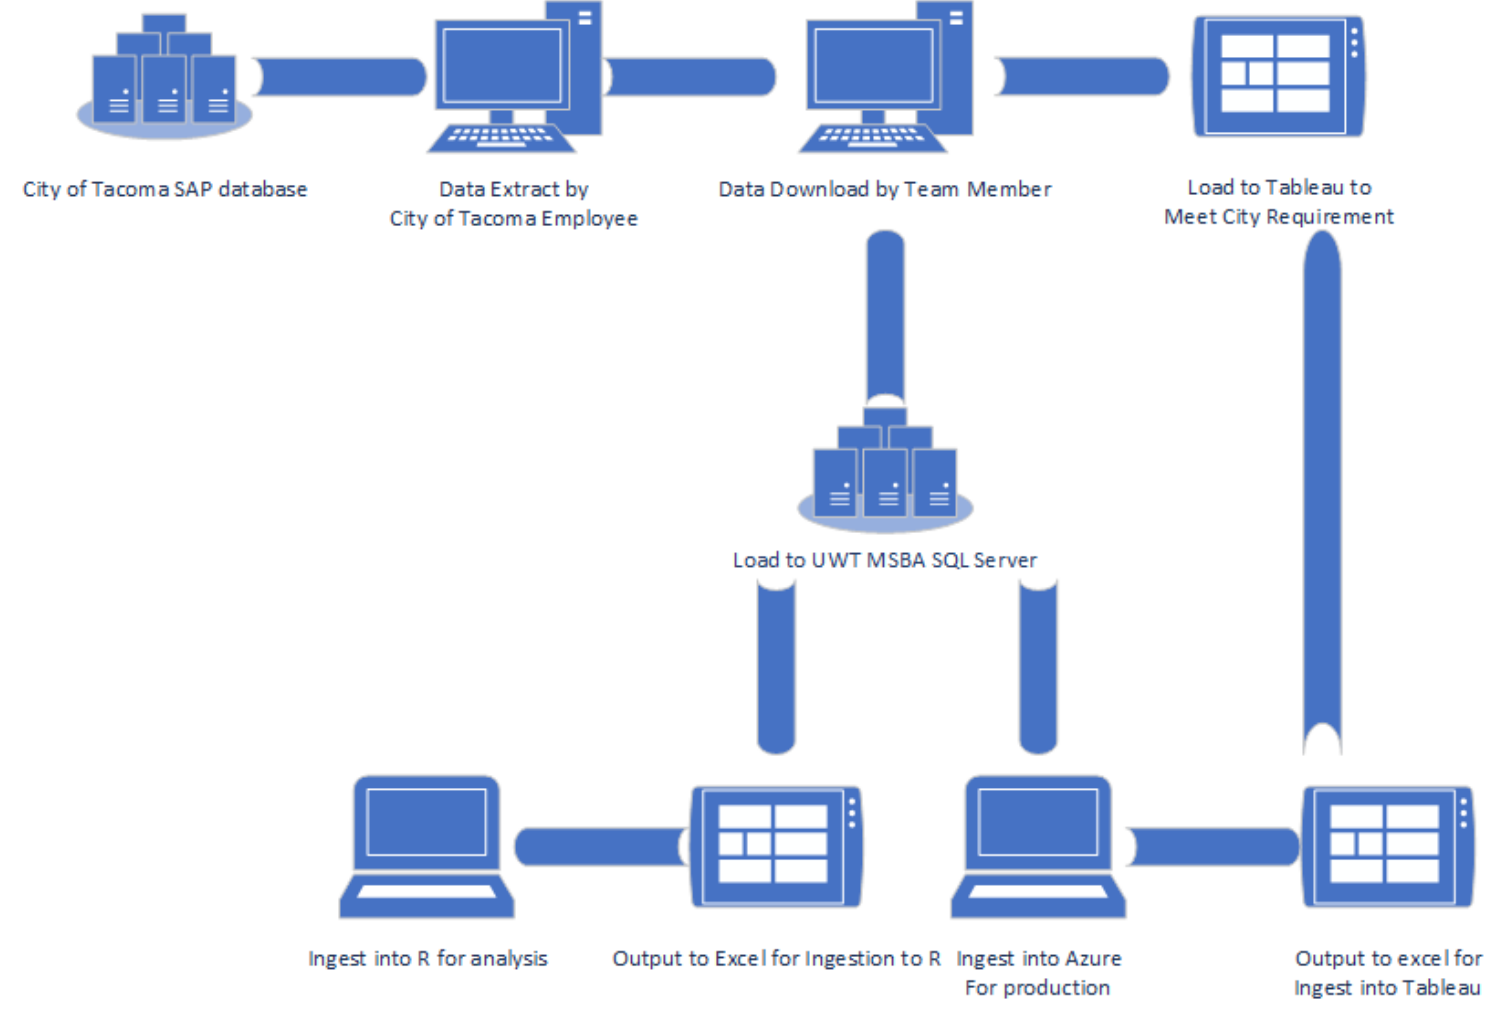 City of Tacoma SAP database
Data Extract by
City of Tacoma Employee
Data Download by Team Member
Load to Tableau to
Meet City Requirement
Load to UWT MSBA SQL Server
Ingest into R for analysis
Output to Excel for Ingestion to R
Ingest into Azure
For production
Output to excel for
Ingest into Tableau